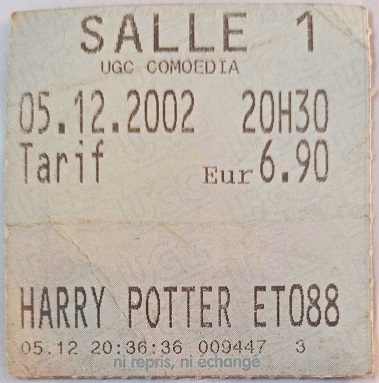 SALLE 1
UGC COMOEDIA
05.12.2002 20H30
Tarif Eur 6.90
HARRY POTTER ET088
05.12 20:36:36 009447 3
ni repris, ni échangé